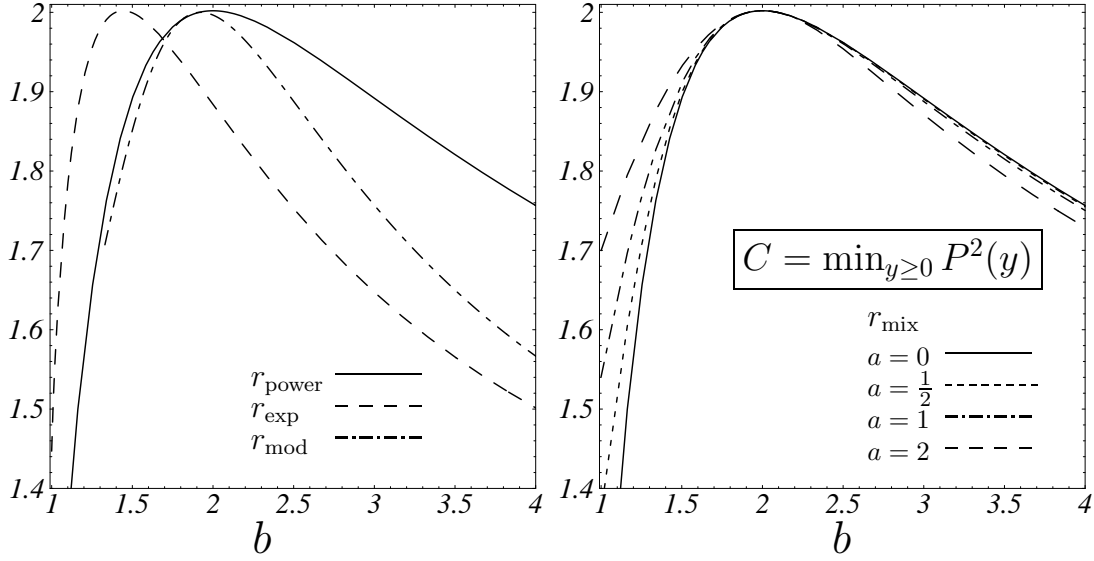 2
1.9
1.8
1.7
1.6
1.5
1.4
1 1.5 2 2.5 3 3.5 4
b
r_power
r_exp
r_mod
2
1.9
1.8
1.7
1.6
1.5
1.4
1 1.5 2 2.5 3 3.5 4
b
C = min_{y≥0} P²(y)
r_mix
a = 0
a = 1/2
a = 1
a = 2